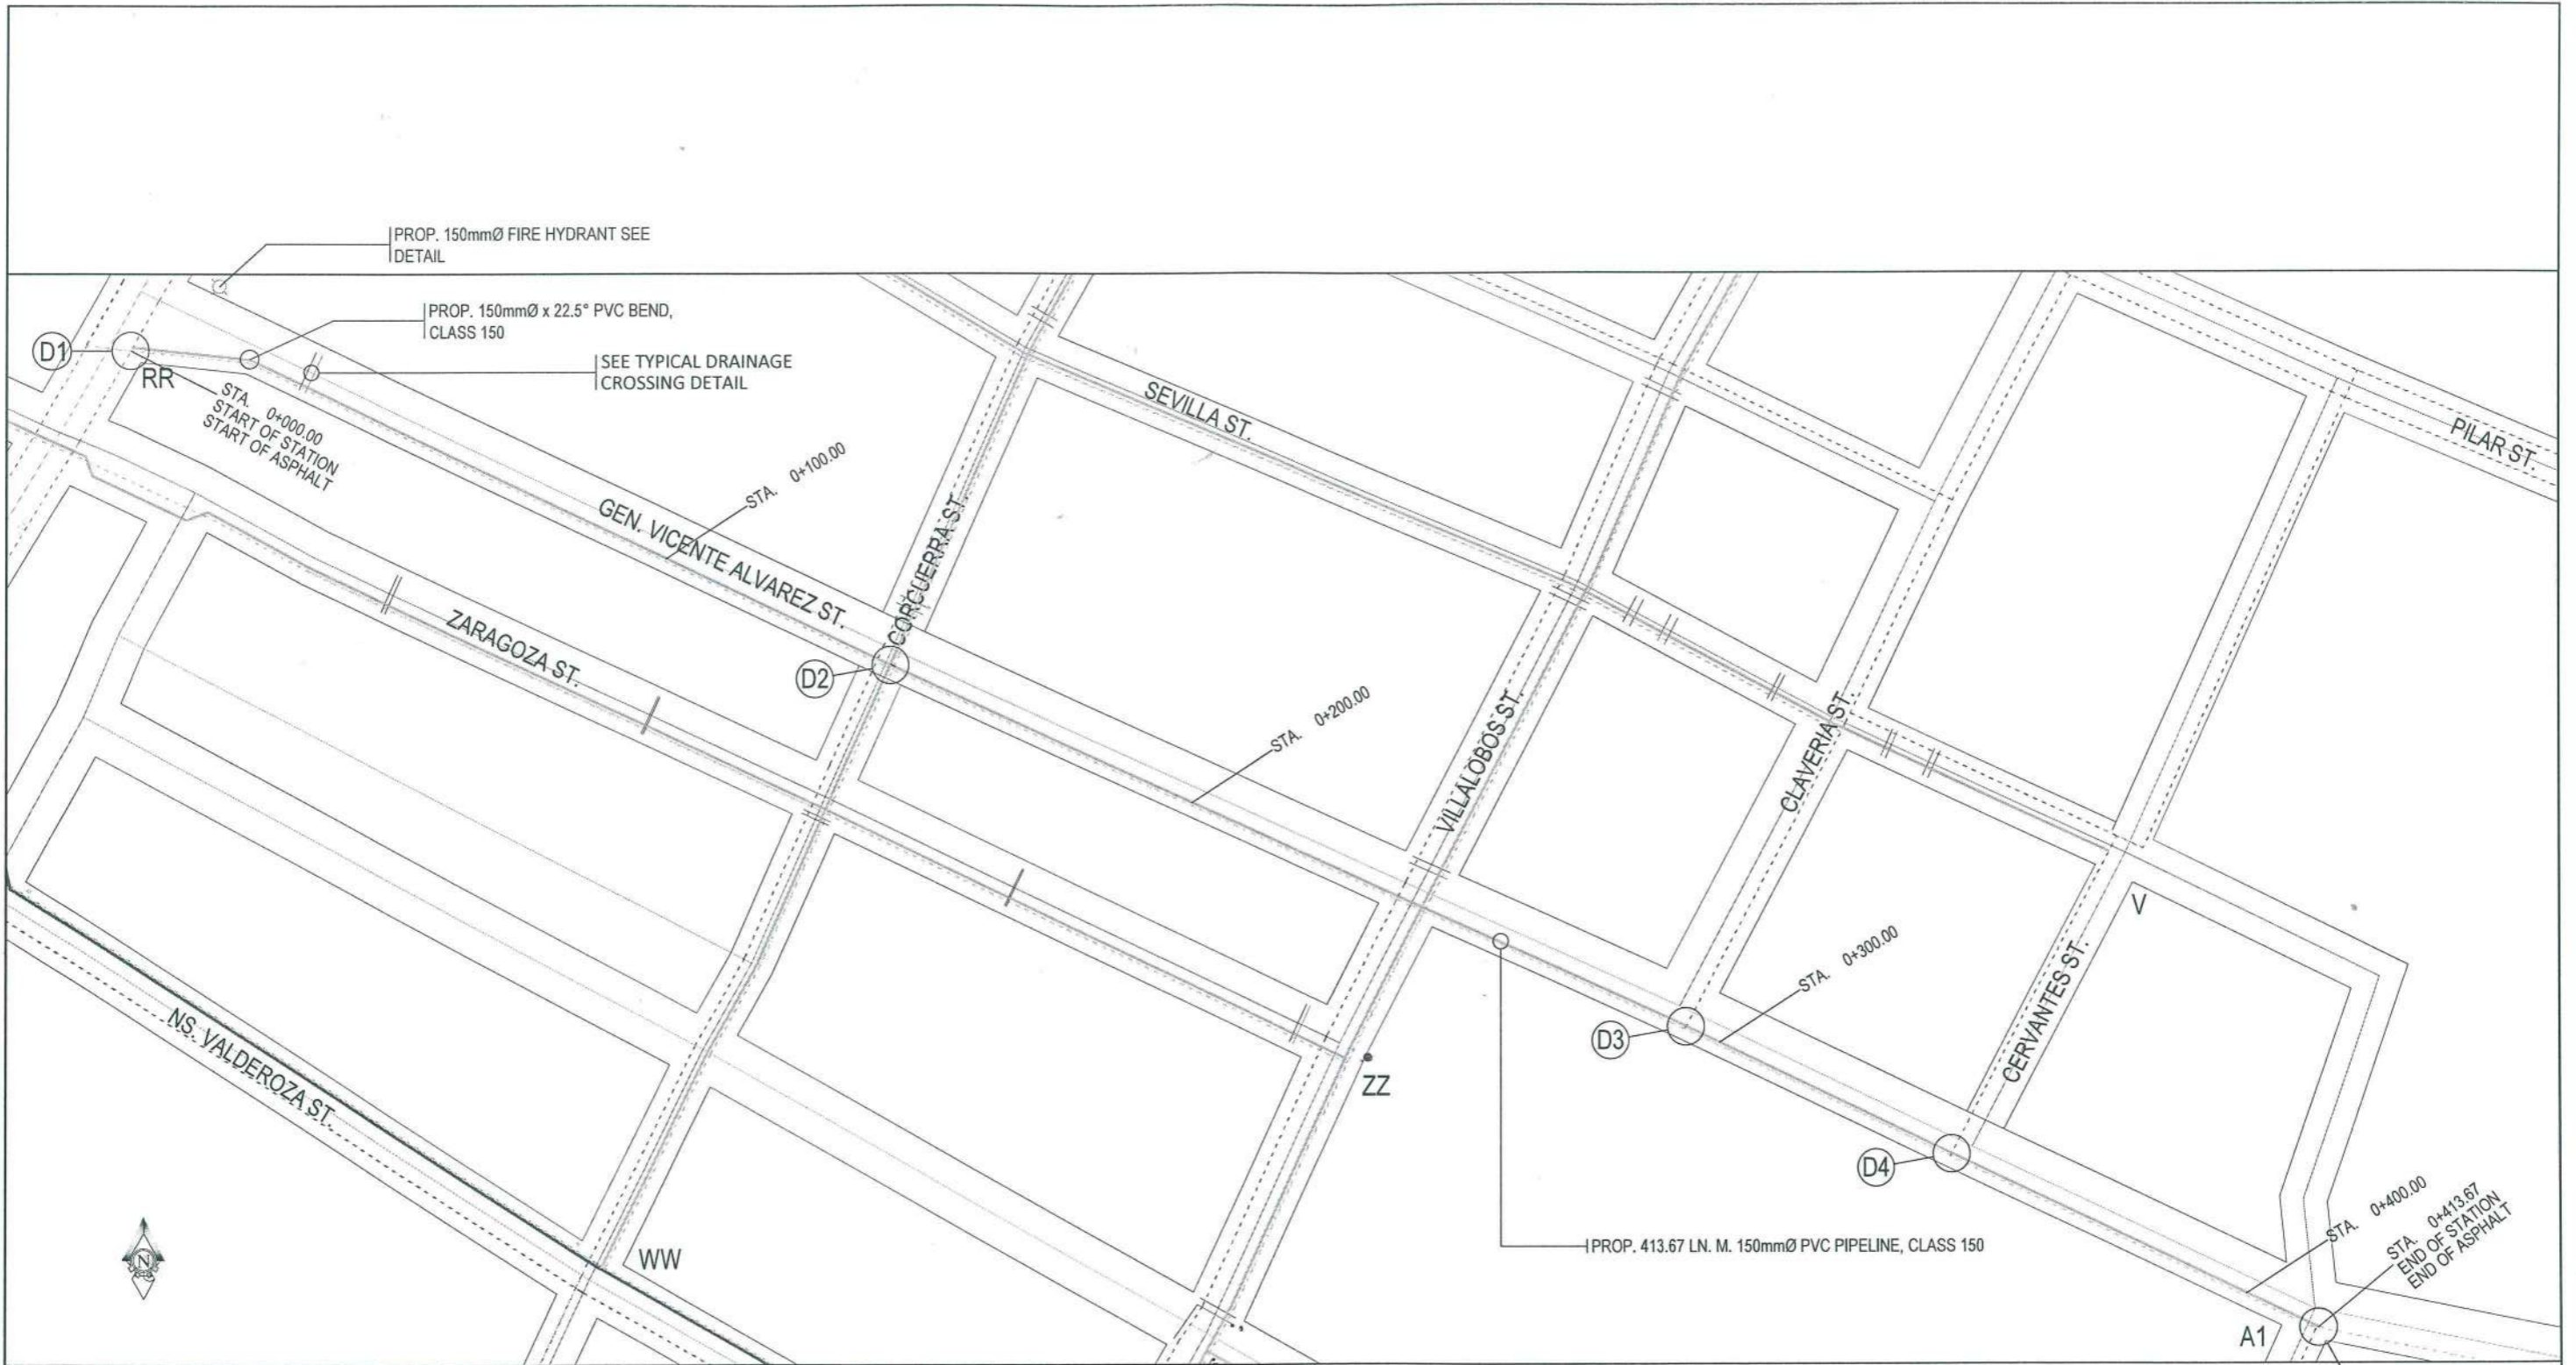 PROP. 150mmØ FIRE HYDRANT SEE
DETAIL
PROP. 150mmØ x 22.5° PVC BEND,
CLASS 150
SEE TYPICAL DRAINAGE
CROSSING DETAIL
D1
RR
STA. 0+000.00
START OF STATION
START OF ASPHALT
SEVILLA ST.
PILAR ST.
STA. 0+100.00
GEN. VICENTE ALVAREZ ST.
CORCUERRA ST.
ZARAGOZA ST.
D2
STA. 0+200.00
VILLALOBOS ST.
CLAVERIA ST.
V
STA. 0+300.00
CERVANTES ST.
NS. VALDEROZA ST.
D3
ZZ
D4
STA. 0+400.00
STA. 0+413.67
END OF STATION
END OF ASPHALT
PROP. 413.67 LN. M. 150mmØ PVC PIPELINE, CLASS 150
WW
N
A1